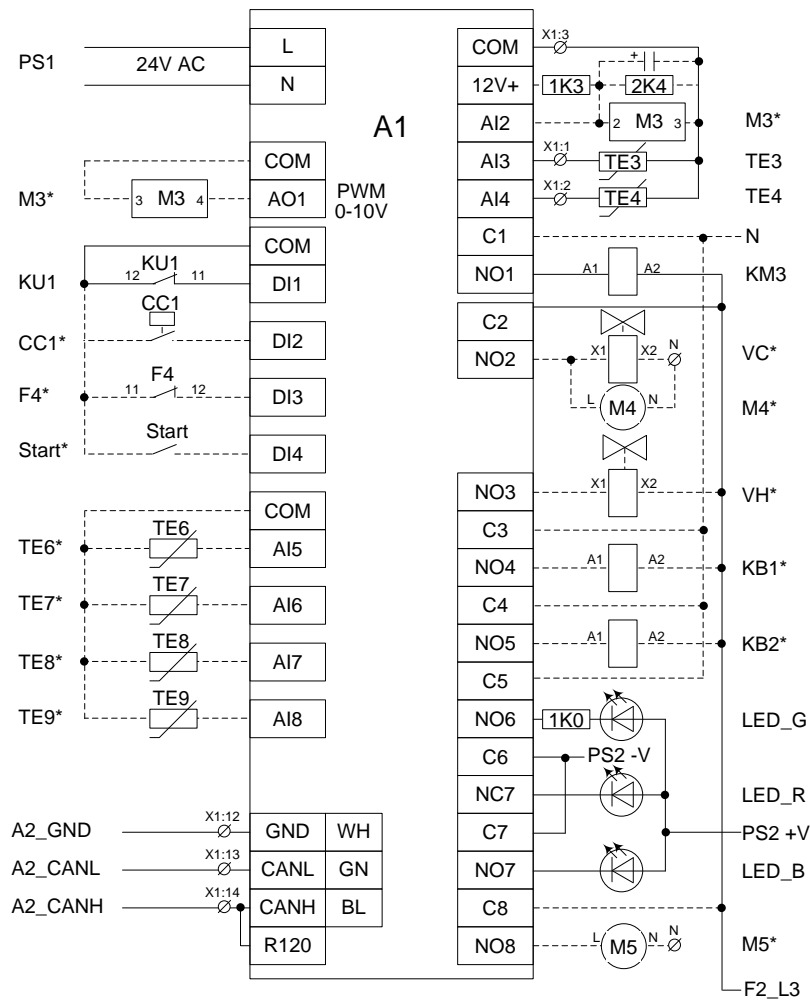 L COM X1:3
PS1 24V AC +
N 12V+ 1K3 2K4
A1
AI2 2 M3 3 M3*
COM AI3 X1:1 TE3 TE3
M3* 3 M3 4 AO1 PWM 0-10V AI4 X1:2 TE4 TE4
COM C1 N
KU1 12 KU1 11 DI1 NO1 A1 A2 KM3
CC1 C2
CC1* DI2 NO2 X1 X2 N VC*
F4* 11 F4 12 DI3 L M4 N M4*
Start
Start* DI4
COM NO3 X1 X2 VH*
TE6
TE6* AI5 C3
TE7 NO4 A1 A2 KB1*
TE7* AI6 C4
TE8 NO5 A1 A2 KB2*
TE8* AI7 C5
TE9
TE9* AI8 NO6 1K0 LED_G
C6 PS2 -V
NC7 LED_R
A2_GND X1:12 GND WH C7 PS2 +V
A2_CANL X1:13 CANL GN NO7 LED_B
A2_CANH X1:14 CANH BL C8
R120 NO8 L M5 N N M5*
F2_L3